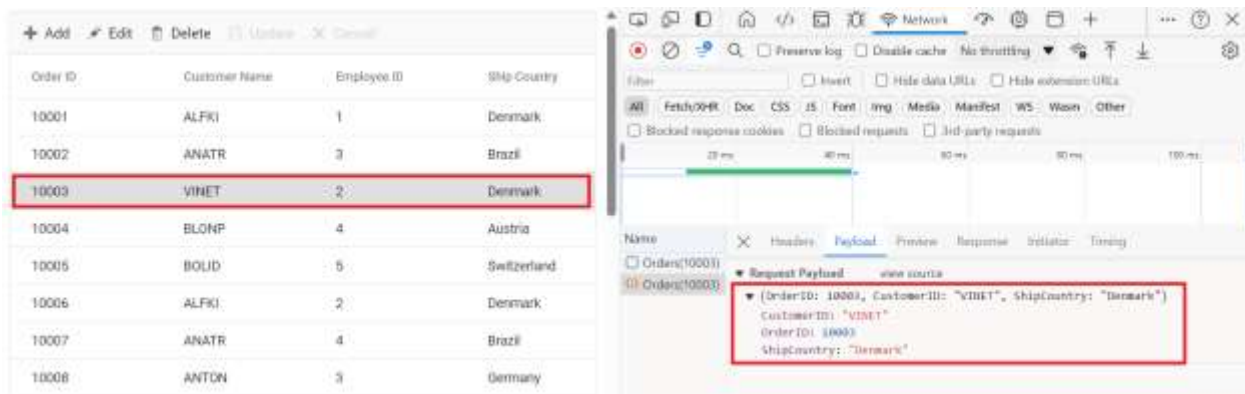 Add Edit Delete Update Cancel
Order ID Customer Name Employee ID Ship Country
10001 ALFKI 1 Denmark
10002 ANATR 3 Brazil
10003 VINET 2 Denmark
10004 BLONP 4 Austria
10005 BOLID 5 Switzerland
10006 ALFKI 2 Denmark
10007 ANATR 4 Brazil
10008 ANTON 3 Germany
Network
Preserve log Disable cache No throttling
Filter Invert Hide data URLs Hide extension URLs
All Fetch/XHR Doc CSS JS Font Img Media Manifest WS Wasm Other
Blocked response cookies Blocked requests 3rd-party requests
20 ms 40 ms 60 ms 80 ms 100 ms
Name Headers Payload Preview Response Initiator Timing
Orders(10003)
Orders(10003)
Request Payload view source
{OrderID: 10003, CustomerID: "VINET", ShipCountry: "Denmark"}
CustomerID: "VINET"
OrderID: 10003
ShipCountry: "Denmark"